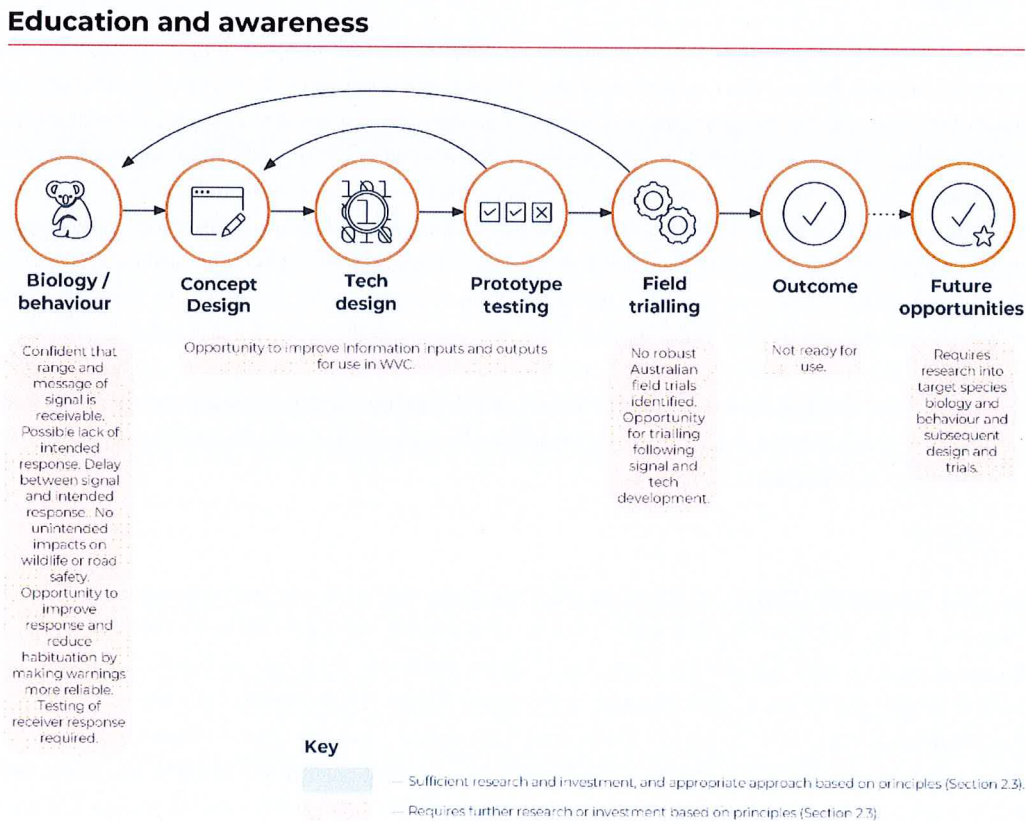 Education and awareness
101
1
010
Biology /
behaviour
Concept
Design
Tech
design
Prototype
testing
Field
trialling
Outcome
Future
opportunities
Confident that
range and
message of
signal is
receivable.
Possible lack of
intended
response. Delay
between signal
and intended
response. No
unintended
impacts on
wildlife or road
safety.
Opportunity to
improve
response and
reduce
habituation by
making warnings
more reliable.
Testing of
receiver response
required.
Opportunity to improve Information inputs and outputs
for use in WVC.
No robust
Australian
field trials
identified.
Opportunity
for trialling
following
signal and
tech
development.
Not ready for
use.
Requires
research into
target species
biology and
behaviour and
subsequent
design and
trials.
Key
— Sufficient research and investment, and appropriate approach based on principles (Section 2.3).
— Requires further research or investment based on principles (Section 2.3)